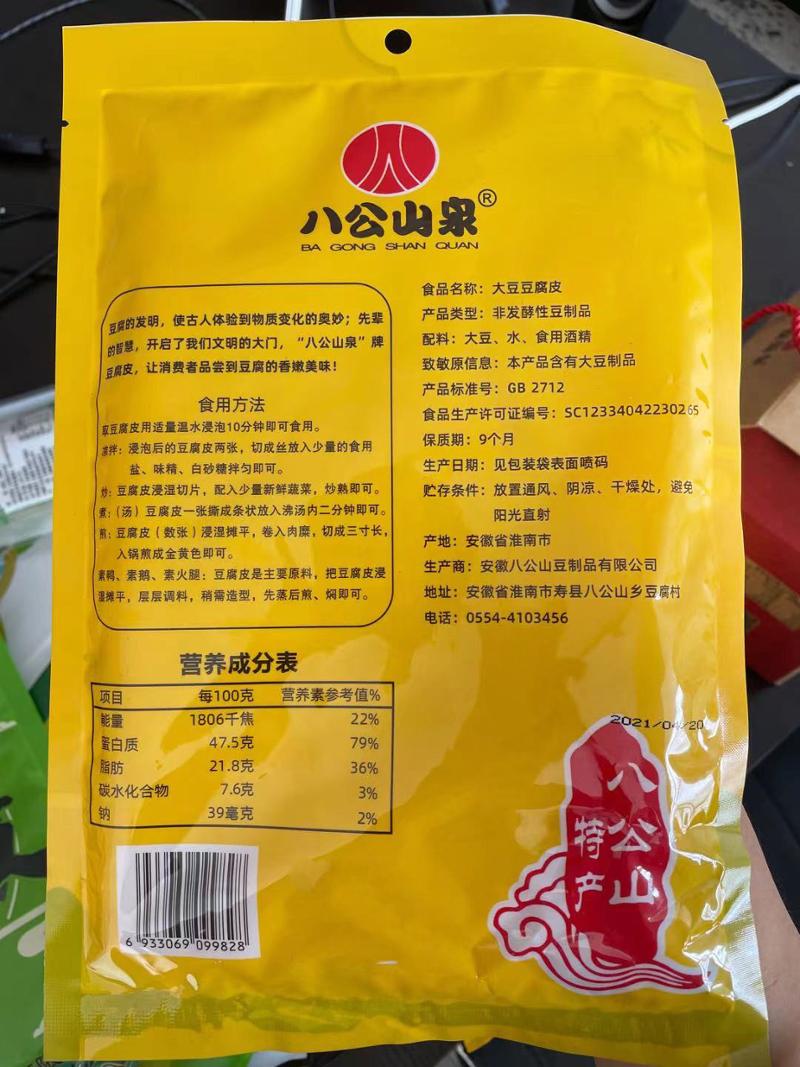 八公山泉®
BA GONG SHAN QUAN
豆腐的发明，使古人体验到物质变化的奥妙；先辈
的智慧，开启了我们文明的大门，“八公山泉”牌
豆腐皮，让消费者品尝到豆腐的香嫩美味！
食用方法
取豆腐皮用适量温水浸泡10分钟即可食用。
凉拌：浸泡后的豆腐皮两张，切成丝放入少量的食用
盐、味精、白砂糖拌匀即可。
炒：豆腐皮浸湿切片，配入少量新鲜蔬菜，炒熟即可。
煮：（汤）豆腐皮一张撕成条状放入沸汤内二分钟即可。
煎：豆腐皮（数张）浸湿摊平，卷入肉糜，切成三寸长，
入锅煎成金黄色即可。
素鸭、素鹅、素火腿：豆腐皮是主要原料，把豆腐皮浸
湿摊平，层层调料，稍需造型，先蒸后煎、焖即可。
食品名称：大豆豆腐皮
产品类型：非发酵性豆制品
配料：大豆、水、食用酒精
致敏原信息：本产品含有大豆制品
产品标准号：GB 2712
食品生产许可证编号：SC12334042230265
保质期：9个月
生产日期：见包装袋表面喷码
贮存条件：放置通风、阴凉、干燥处，避免
阳光直射
产地：安徽省淮南市
生产商：安徽八公山豆制品有限公司
地址：安徽省淮南市寿县八公山乡豆腐村
电话：0554-4103456
营养成分表
项目 每100克 营养素参考值%
能量 1806千焦 22%
蛋白质 47.5克 79%
脂肪 21.8克 36%
碳水化合物 7.6克 3%
钠 39毫克 2%
6 933069 099828
2021/04/20
八公山
特产